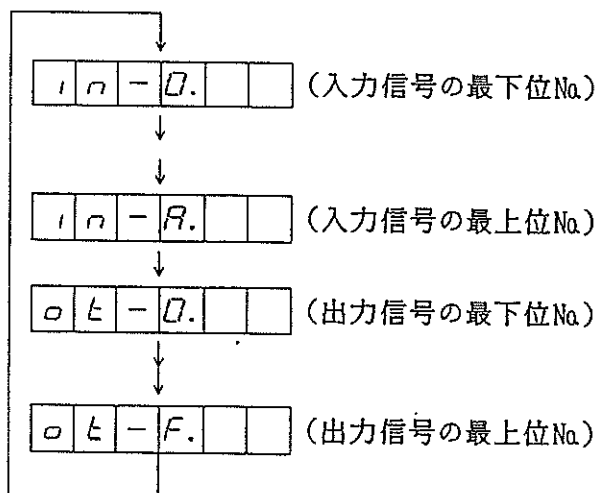 in-0. (入力信号の最下位No.)
in-A. (入力信号の最上位No.)
ot-0. (出力信号の最下位No.)
ot-F. (出力信号の最上位No.)